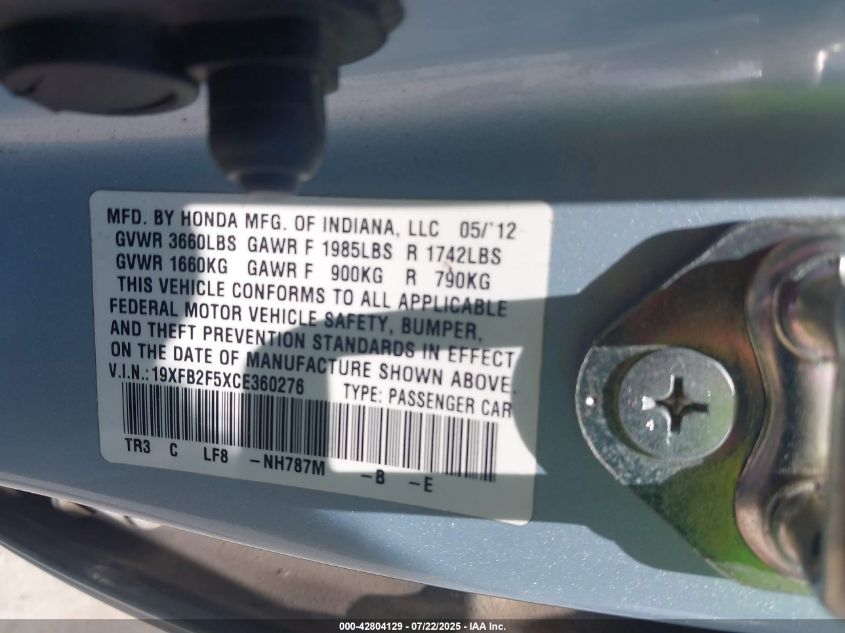 MFD. BY HONDA MFG. OF INDIANA, LLC 05/'12
GVWR 3660LBS GAWR F 1985LBS R 1742LBS
GVWR 1660KG GAWR F 900KG R 790KG
THIS VEHICLE CONFORMS TO ALL APPLICABLE
FEDERAL MOTOR VEHICLE SAFETY, BUMPER,
AND THEFT PREVENTION STANDARDS IN EFFECT
ON THE DATE OF MANUFACTURE SHOWN ABOVE.
V.I.N.:19XFB2F5XCE360276 TYPE: PASSENGER CAR
TR3 C LF8 -NH787M -B -E
000-42804129 - 07/22/2025 - IAA Inc.